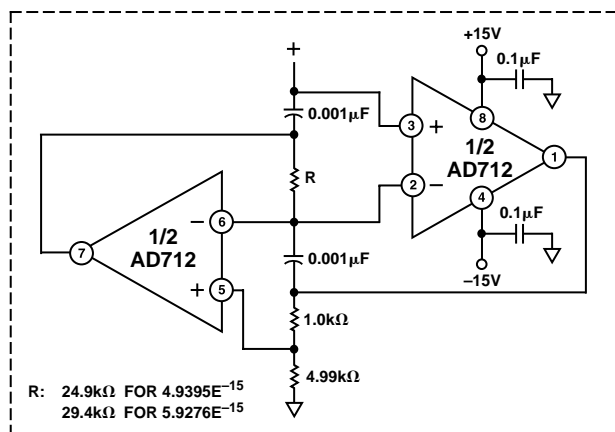 +15V
+
0.1µF
0.001µF
8
3
+
1/2
AD712
1
R
2
–
4
0.1µF
–
6
1/2
AD712
7
0.001µF
+
5
–15V
1.0kΩ
4.99kΩ
R: 24.9kΩ FOR 4.9395E–15
29.4kΩ FOR 5.9276E–15